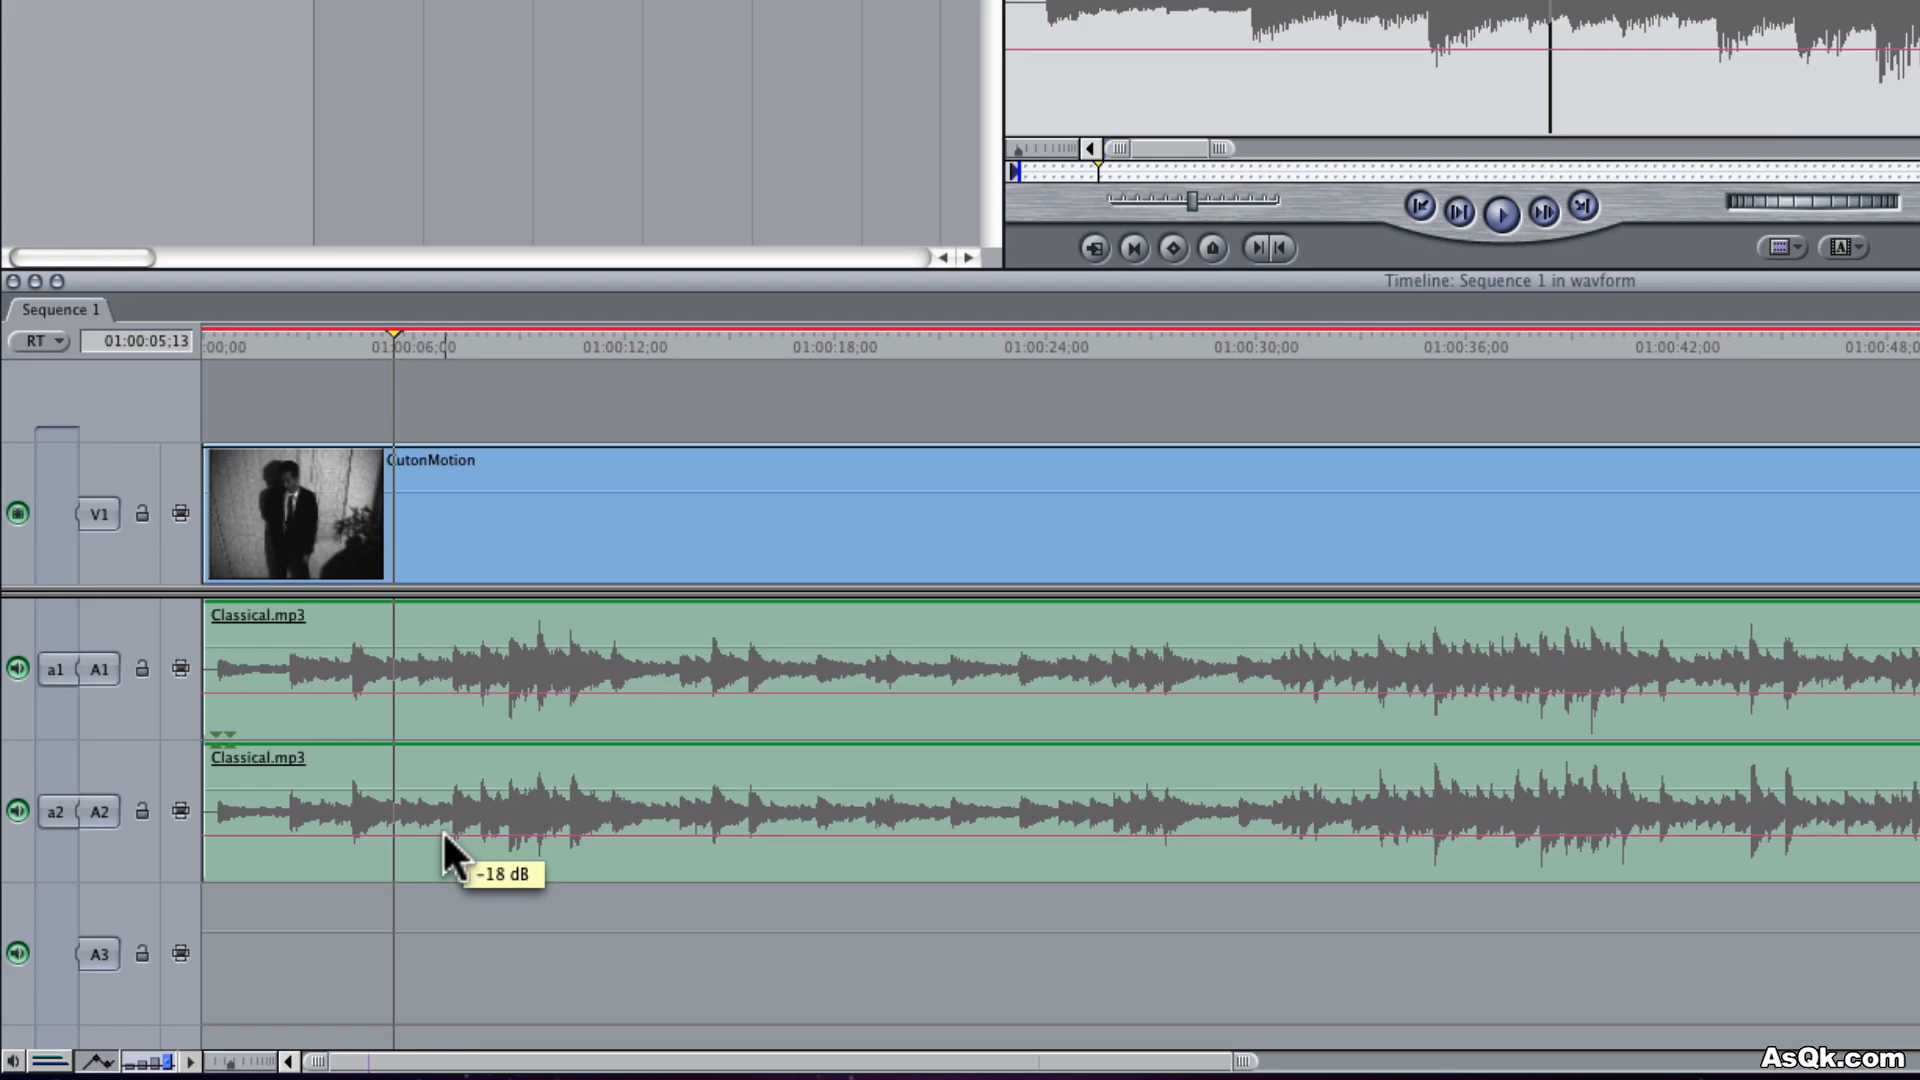 Timeline: Sequence 1 in wavform
Sequence 1
RT
01:00:05;13
:00;00
01:00:06;00
01:00:12;00
01:00:18;00
01:00:24;00
01:00:30;00
01:00:36;00
01:00:42;00
01:00:48;0
CutonMotion
V1
Classical.mp3
a1
A1
Classical.mp3
a2
A2
-18 dB
A3
A
AsQk.com